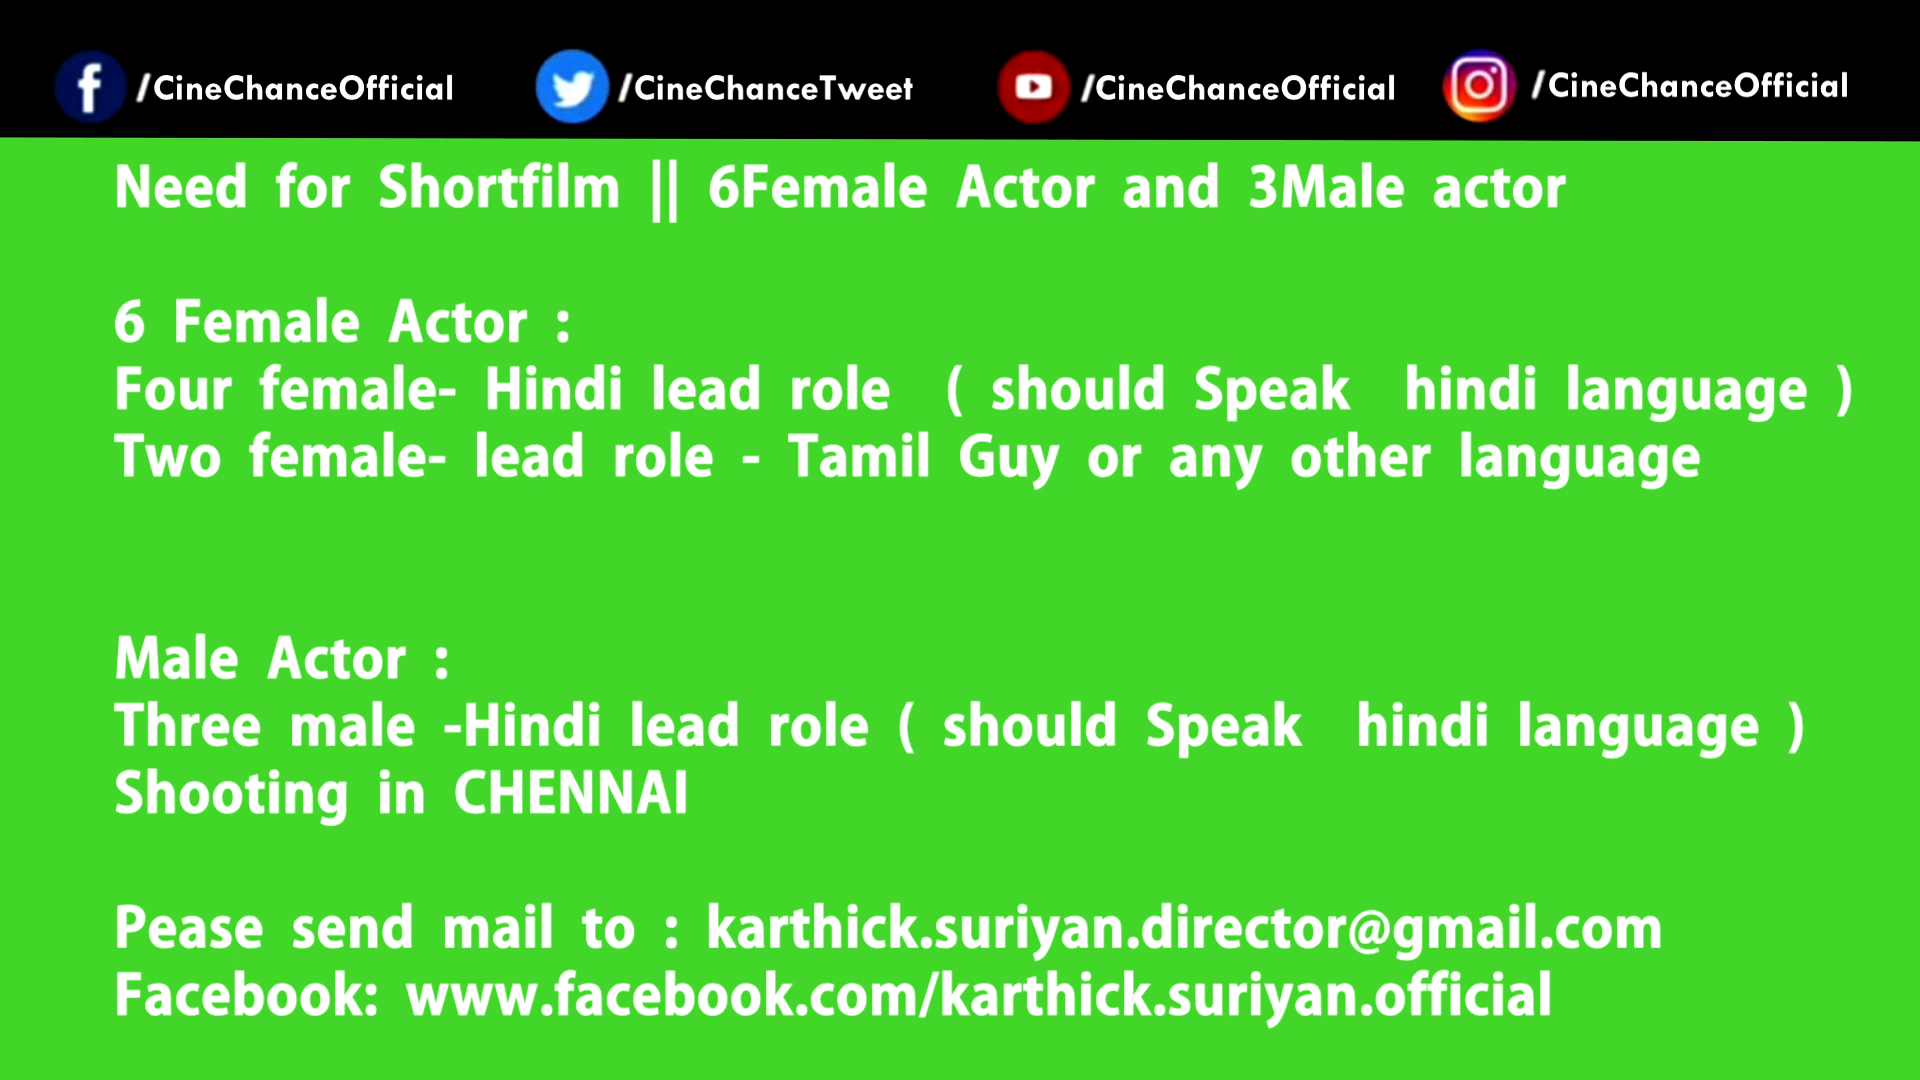 /CineChanceOfficial /CineChanceTweet /CineChanceOfficial /CineChanceOfficial
Need for Shortfilm || 6Female Actor and 3Male actor
6 Female Actor :
Four female- Hindi lead role ( should Speak hindi language )
Two female- lead role - Tamil Guy or any other language
Male Actor :
Three male -Hindi lead role ( should Speak hindi language )
Shooting in CHENNAI
Pease send mail to : karthick.suriyan.director@gmail.com
Facebook: www.facebook.com/karthick.suriyan.official